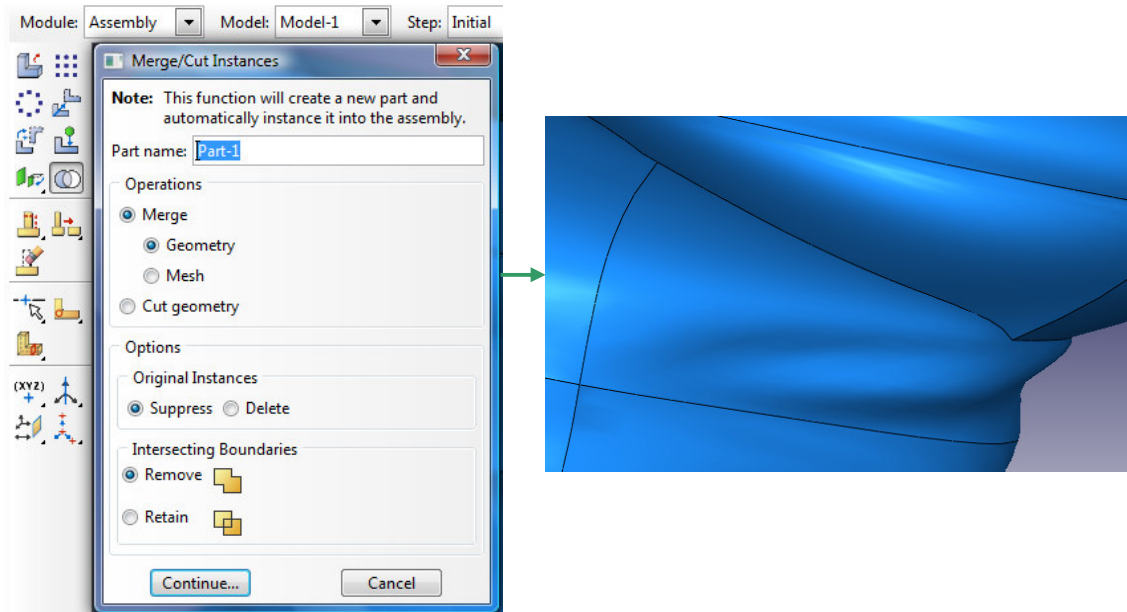 Module: Assembly Model: Model-1 Step: Initial
Merge/Cut Instances
Note: This function will create a new part and
automatically instance it into the assembly.
Part name: Part-1
Operations
Merge
Geometry
Mesh
Cut geometry
Options
Original Instances
Suppress Delete
Intersecting Boundaries
Remove
Retain
Continue... Cancel
(XYZ)